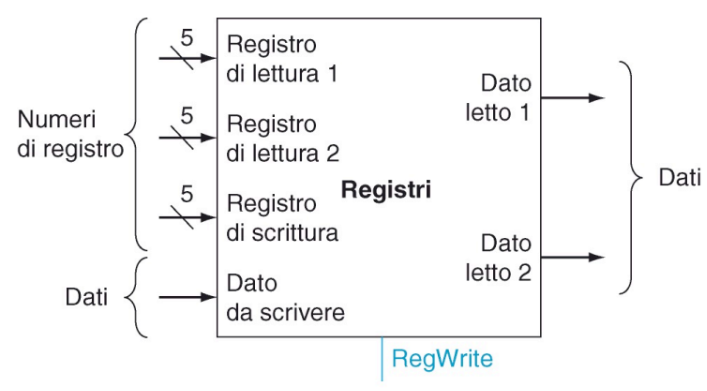 Numeri
di registro
Dati
5
Registro
di lettura 1
5
Registro
di lettura 2
5
Registro
di scrittura
Dato
da scrivere
Registri
Dato
letto 1
Dato
letto 2
Dati
RegWrite